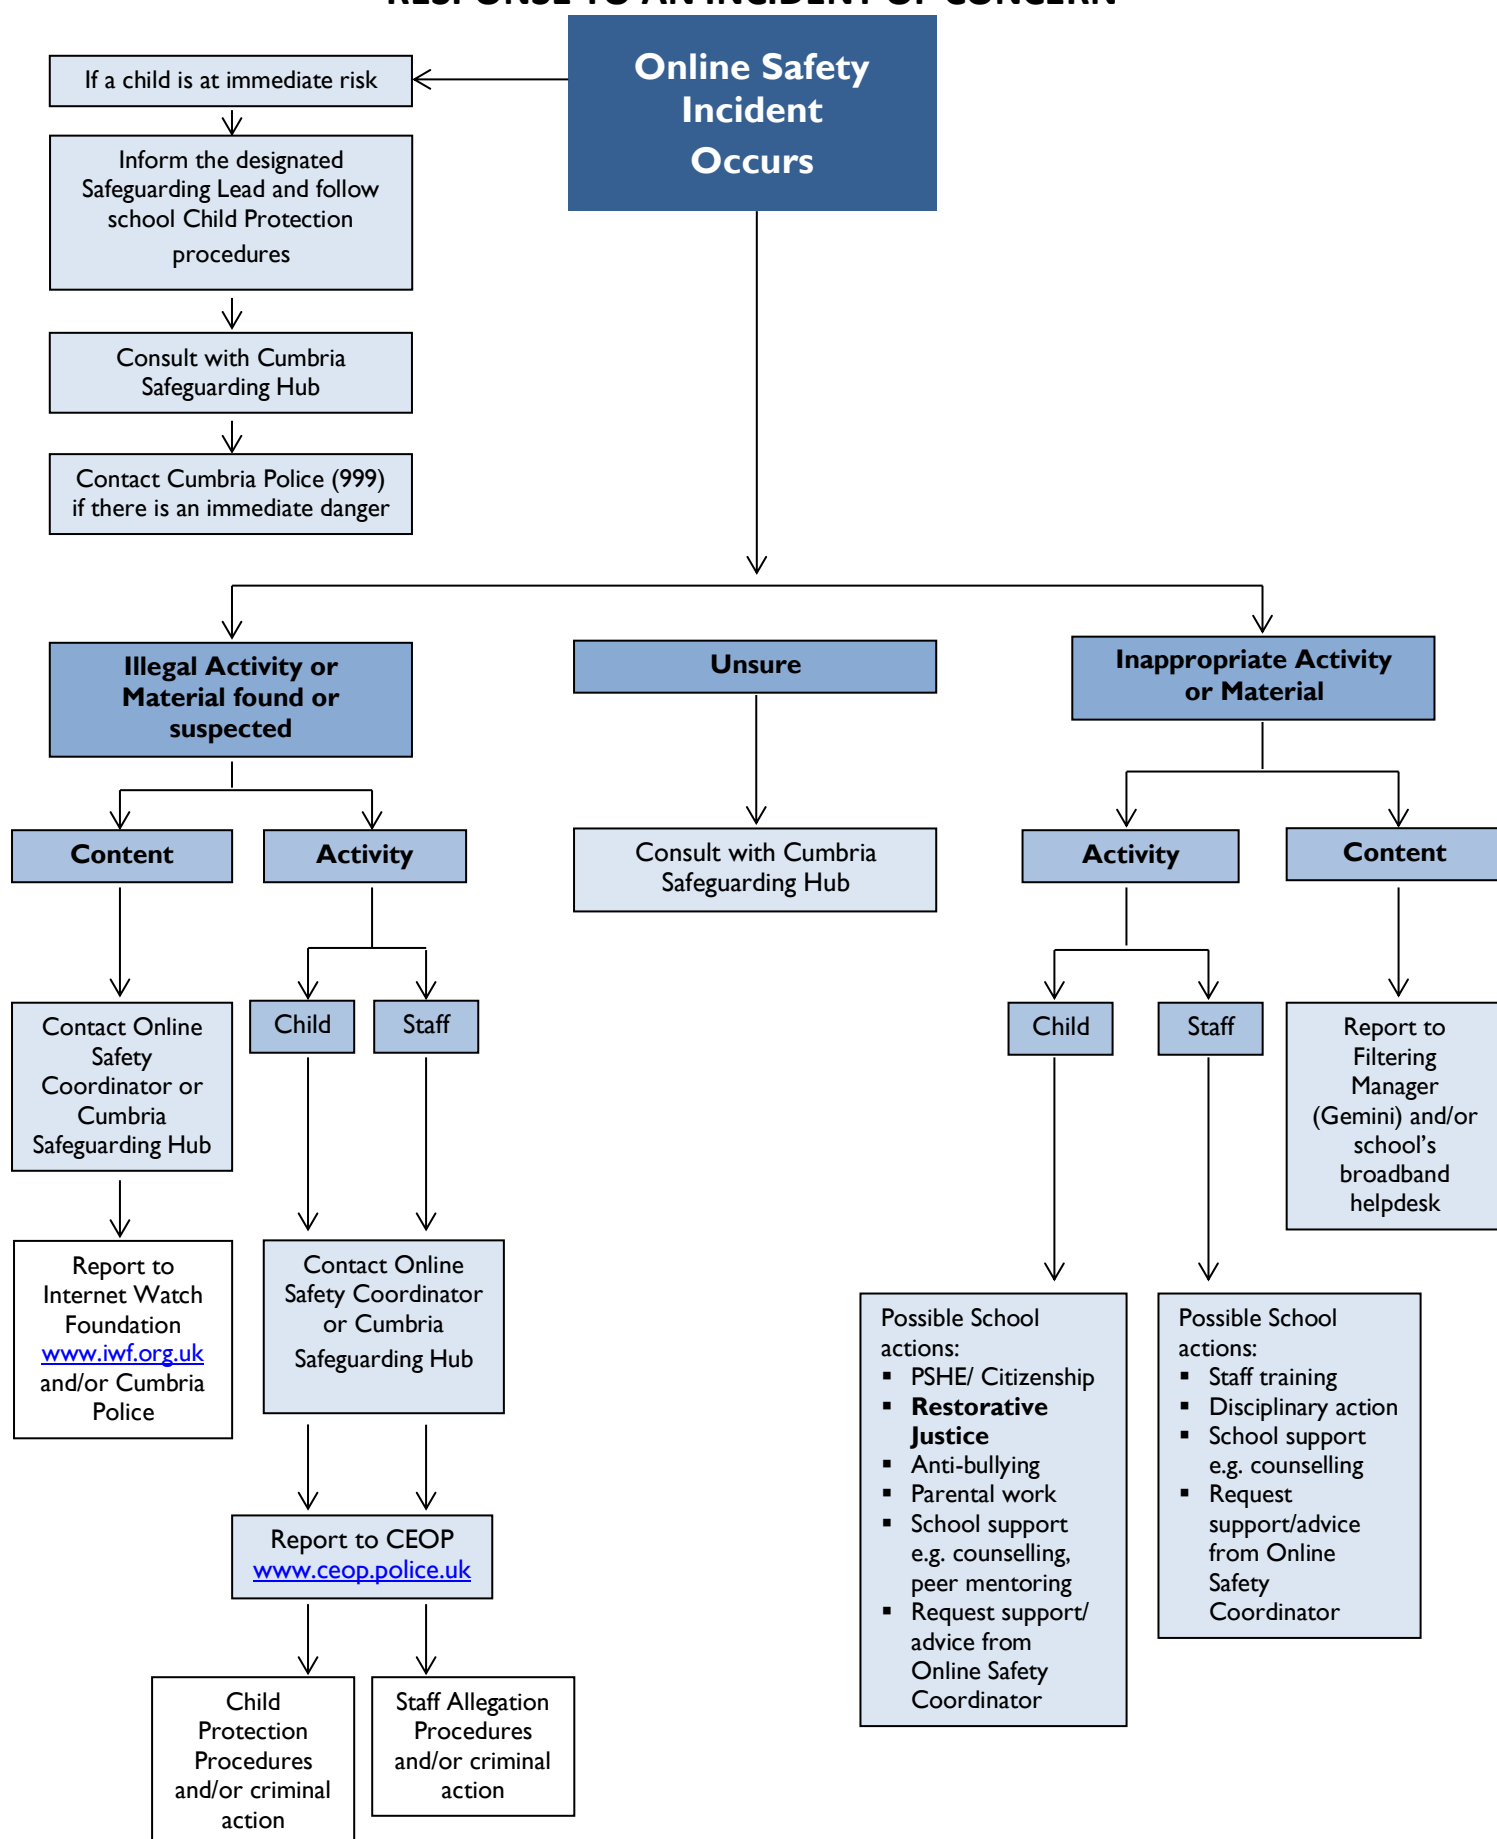 RESPONSE TO AN INCIDENT OF CONCERN
Online Safety
Incident
Occurs
If a child is at immediate risk
Inform the designated
Safeguarding Lead and follow
school Child Protection
procedures
Consult with Cumbria
Safeguarding Hub
Contact Cumbria Police (999)
if there is an immediate danger
Illegal Activity or
Material found or
suspected
Unsure
Inappropriate Activity
or Material
Content
Activity
Consult with Cumbria
Safeguarding Hub
Activity
Content
Contact Online
Safety
Coordinator or
Cumbria
Safeguarding Hub
Child
Staff
Child
Staff
Report to
Filtering
Manager
(Gemini) and/or
school’s
broadband
helpdesk
Report to
Internet Watch
Foundation
www.iwf.org.uk
and/or Cumbria
Police
Contact Online
Safety Coordinator
or Cumbria
Safeguarding Hub
Possible School
actions:
▪ PSHE/ Citizenship
▪ Restorative
Justice
▪ Anti-bullying
▪ Parental work
▪ School support
e.g. counselling,
peer mentoring
▪ Request support/
advice from
Online Safety
Coordinator
Possible School
actions:
▪ Staff training
▪ Disciplinary action
▪ School support
e.g. counselling
▪ Request
support/advice
from Online
Safety
Coordinator
Report to CEOP
www.ceop.police.uk
Child
Protection
Procedures
and/or criminal
action
Staff Allegation
Procedures
and/or criminal
action